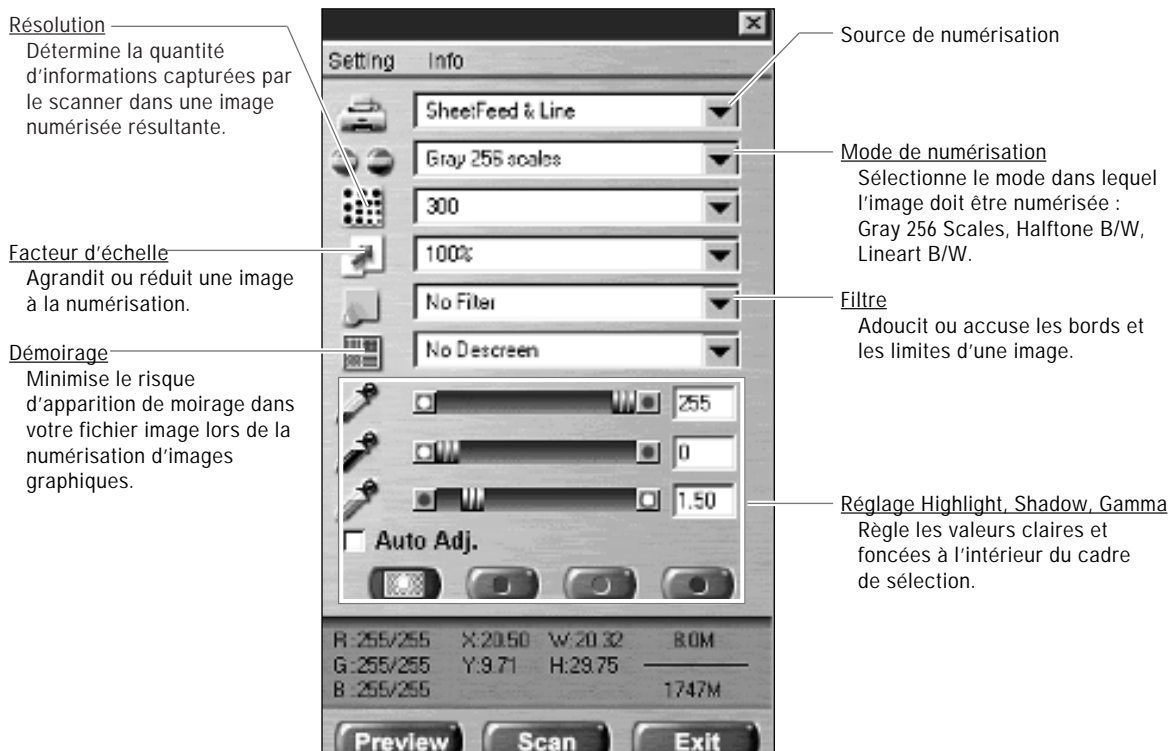 Résolution
Détermine la quantité
d'informations capturées par
le scanner dans une image
numérisée résultante.
Facteur d'échelle
Agrandit ou réduit une image
à la numérisation.
Démoirage
Minimise le risque
d'apparition de moirage dans
votre fichier image lors de la
numérisation d'images
graphiques.
Setting Info
SheetFeed & Line
Gray 256 scales
300
100%
No Filter
No Descreen
255
0
1.50
Auto Adj.
R :255/255 X:20.50 W:20.32 8.0M
G :255/255 Y:9.71 H:29.75
B :255/255 1747M
Preview Scan Exit
Source de numérisation
Mode de numérisation
Sélectionne le mode dans lequel
l'image doit être numérisée :
Gray 256 Scales, Halftone B/W,
Lineart B/W.
Filtre
Adoucit ou accuse les bords et
les limites d'une image.
Réglage Highlight, Shadow, Gamma
Règle les valeurs claires et
foncées à l'intérieur du cadre
de sélection.